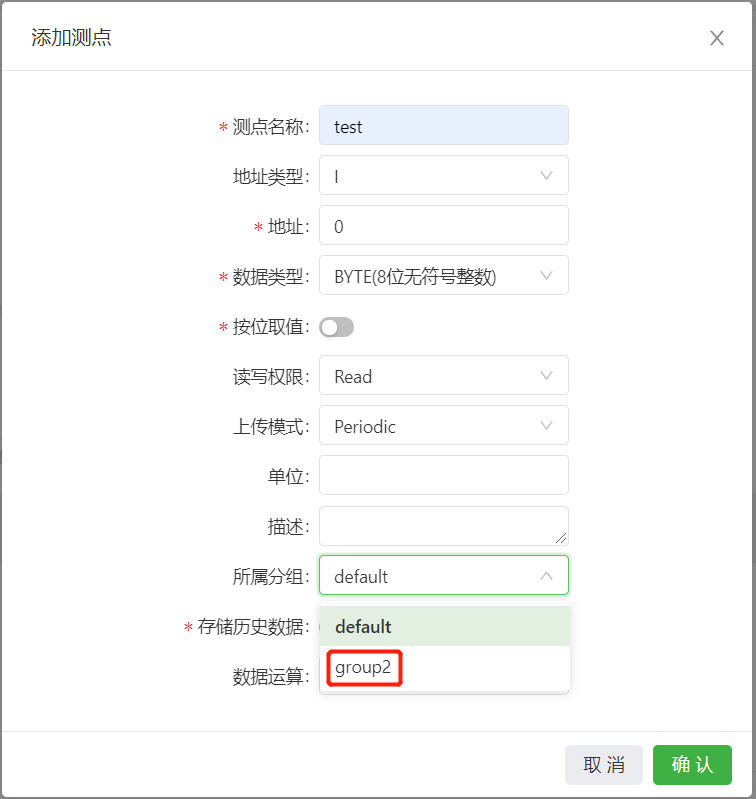 添加测点
* 测点名称: test
地址类型: I
* 地址: 0
* 数据类型: BYTE(8位无符号整数)
* 按位取值:
读写权限: Read
上传模式: Periodic
单位:
描述:
所属分组: default
* 存储历史数据: default
group2
数据运算:
取 消 确 认